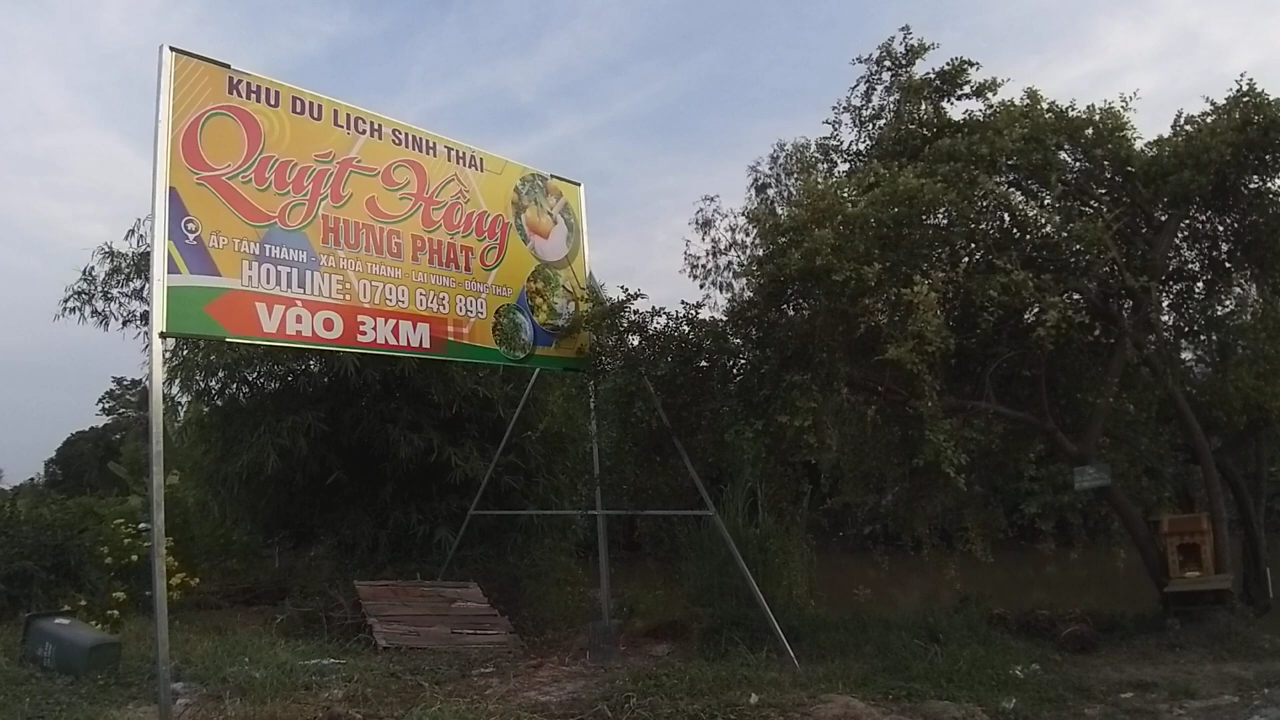 KHU DU LỊCH SINH THÁI
Quýt Hồng
HƯNG PHÁT
ẤP TÂN THÀNH - XÃ HOÀ THÀNH - LAI VUNG - ĐỒNG THÁP
HOTLINE: 0799 643 899
VÀO 3KM